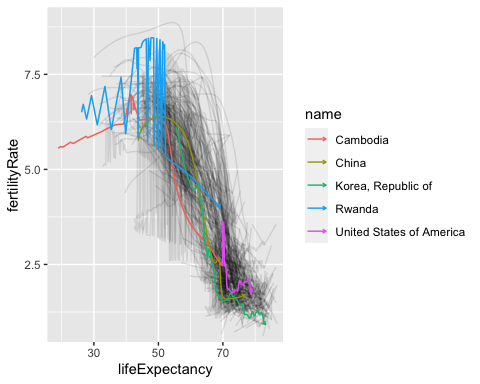 7.5
5.0
2.5
fertilityRate
30
50
70
lifeExpectancy
name
Cambodia
China
Korea, Republic of
Rwanda
United States of America